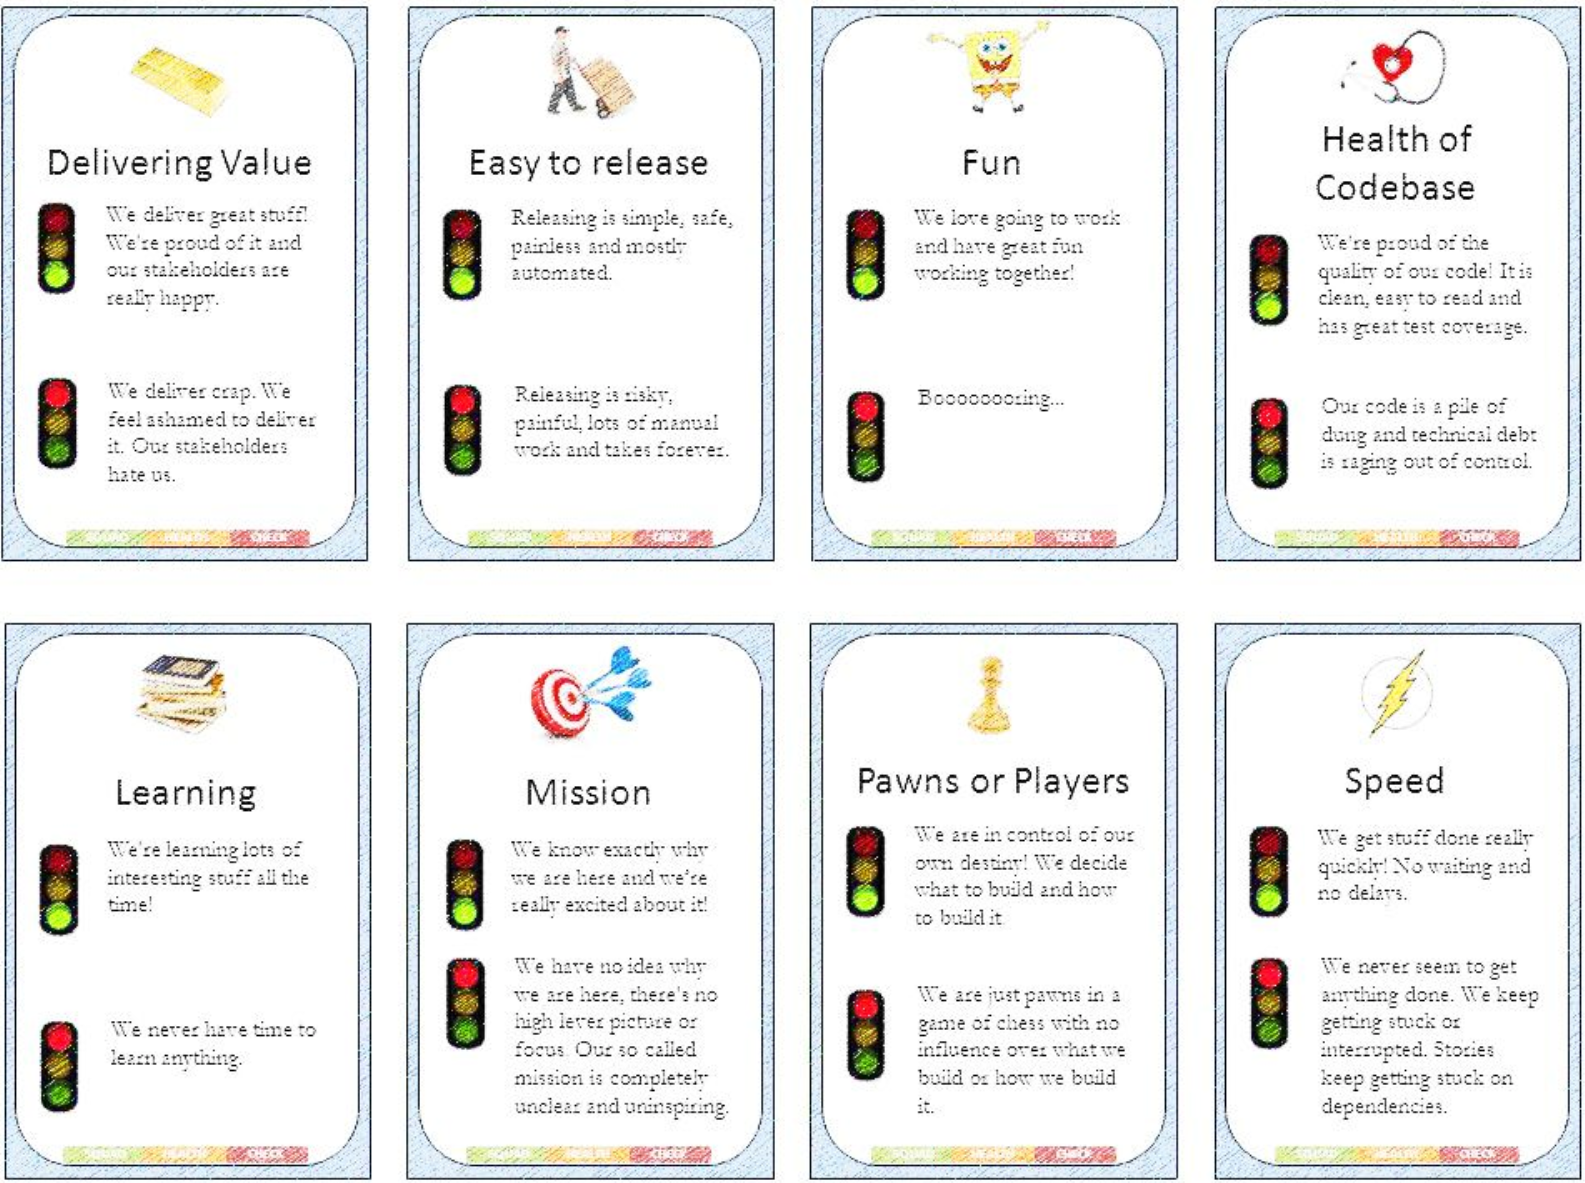 Delivering Value
We deliver great stuff!
We're proud of it and
our stakeholders are
really happy.
We deliver crap. We
feel ashamed to deliver
it. Our stakeholders
hate us.
SQUAD HEALTH CHECK
Easy to release
Releasing is simple, safe,
painless and mostly
automated.
Releasing is risky,
painful, lots of manual
work and takes forever.
SQUAD HEALTH CHECK
Fun
We love going to work
and have great fun
working together!
Booooooooring...
SQUAD HEALTH CHECK
Health of
Codebase
We're proud of the
quality of our code! It is
clean, easy to read and
has great test coverage.
Our code is a pile of
dung and technical debt
is raging out of control.
SQUAD HEALTH CHECK
Learning
We're learning lots of
interesting stuff all the
time!
We never have time to
learn anything.
SQUAD HEALTH CHECK
Mission
We know exactly why
we are here and we're
really excited about it!
We have no idea why
we are here, there's no
high lever picture or
focus. Our so called
mission is completely
unclear and uninspiring.
SQUAD HEALTH CHECK
Pawns or Players
We are in control of our
own destiny! We decide
what to build and how
to build it.
We are just pawns in a
game of chess with no
influence over what we
build or how we build
it.
SQUAD HEALTH CHECK
Speed
We get stuff done really
quickly! No waiting and
no delays.
We never seem to get
anything done. We keep
getting stuck or
interrupted. Stories
keep getting stuck on
dependencies.
SQUAD HEALTH CHECK